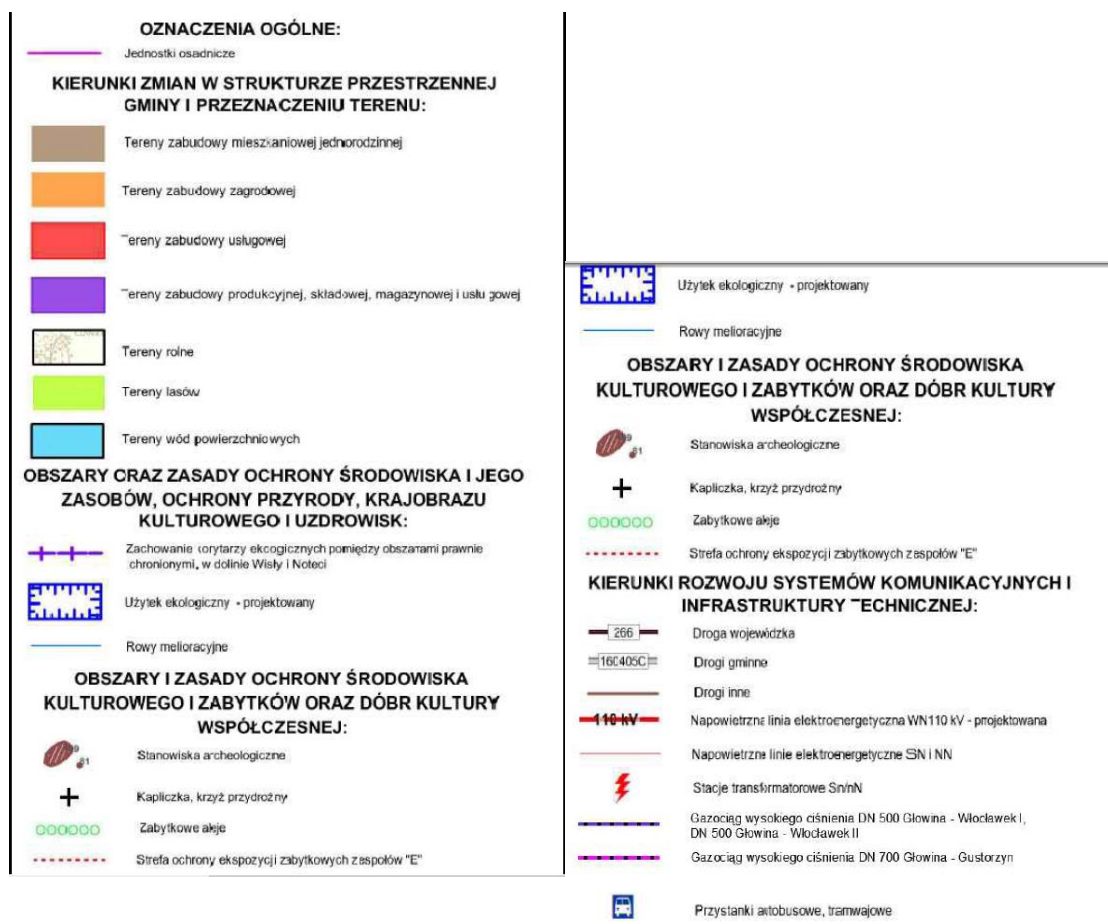 OZNACZENIA OGÓLNE:
Jednostki osadnicze
KIERUNKI ZMIAN W STRUKTURZE PRZESTRZENNEJ
GMINY I PRZEZNACZENIU TERENU:
Tereny zabudowy mieszkaniowej jednorodzinnej
Tereny zabudowy zagrodowej
Tereny zabudowy usługowej
Tereny zabudowy produkcyjnej, składowej, magazynowej i usługowej
Tereny rolne
Tereny lasów
Tereny wód powierzchniowych
OBSZARY ORAZ ZASADY OCHRONY ŚRODOWISKA I JEGO
ZASOBÓW, OCHRONY PRZYRODY, KRAJOBRAZU
KULTUROWEGO I UZDROWISK:
Zachowanie korytarzy ekologicznych pomiędzy obszarami prawnie
chronionymi, w dolinie Wisły i Noteci
Użytek ekologiczny - projektowany
Rowy melioracyjne
OBSZARY I ZASADY OCHRONY ŚRODOWISKA
KULTUROWEGO I ZABYTKÓW ORAZ DÓBR KULTURY
WSPÓŁCZESNEJ:
81
Stanowiska archeologiczne
Kapliczka, krzyż przydrożny
Zabytkowe aleje
Strefa ochrony ekspozycji zabytkowych zespołów "E"
Użytek ekologiczny - projektowany
Rowy melioracyjne
OBSZARY I ZASADY OCHRONY ŚRODOWISKA
KULTUROWEGO I ZABYTKÓW ORAZ DÓBR KULTURY
WSPÓŁCZESNEJ:
81
Stanowiska archeologiczne
Kapliczka, krzyż przydrożny
Zabytkowe aleje
Strefa ochrony ekspozycji zabytkowych zespołów "E"
KIERUNKI ROZWOJU SYSTEMÓW KOMUNIKACYJNYCH I
INFRASTRUKTURY TECHNICZNEJ:
266 Droga wojewódzka
160405C Drogi gminne
Drogi inne
110 kV Napowietrzna linia elektroenergetyczna WN110 kV - projektowana
Napowietrzne linie elektroenergetyczne SN i NN
Stacje transformatorowe Sn/nN
Gazociąg wysokiego ciśnienia DN 500 Głowina - Włocławek I,
DN 500 Głowina - Włocławek II
Gazociąg wysokiego ciśnienia DN 700 Głowina - Gustorzyn
Przystanki autobusowe, tramwajowe